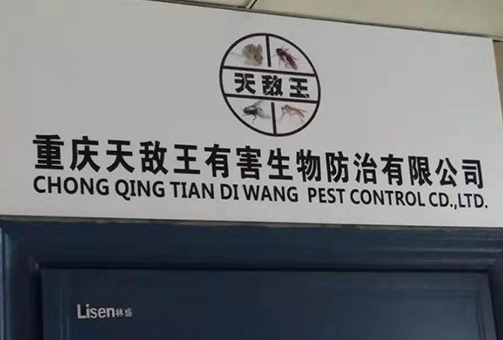 天敌王
重庆天敌王有害生物防治有限公司
CHONG QING TIAN DI WANG PEST CONTROL CD.,LTD.
Lisen林盛